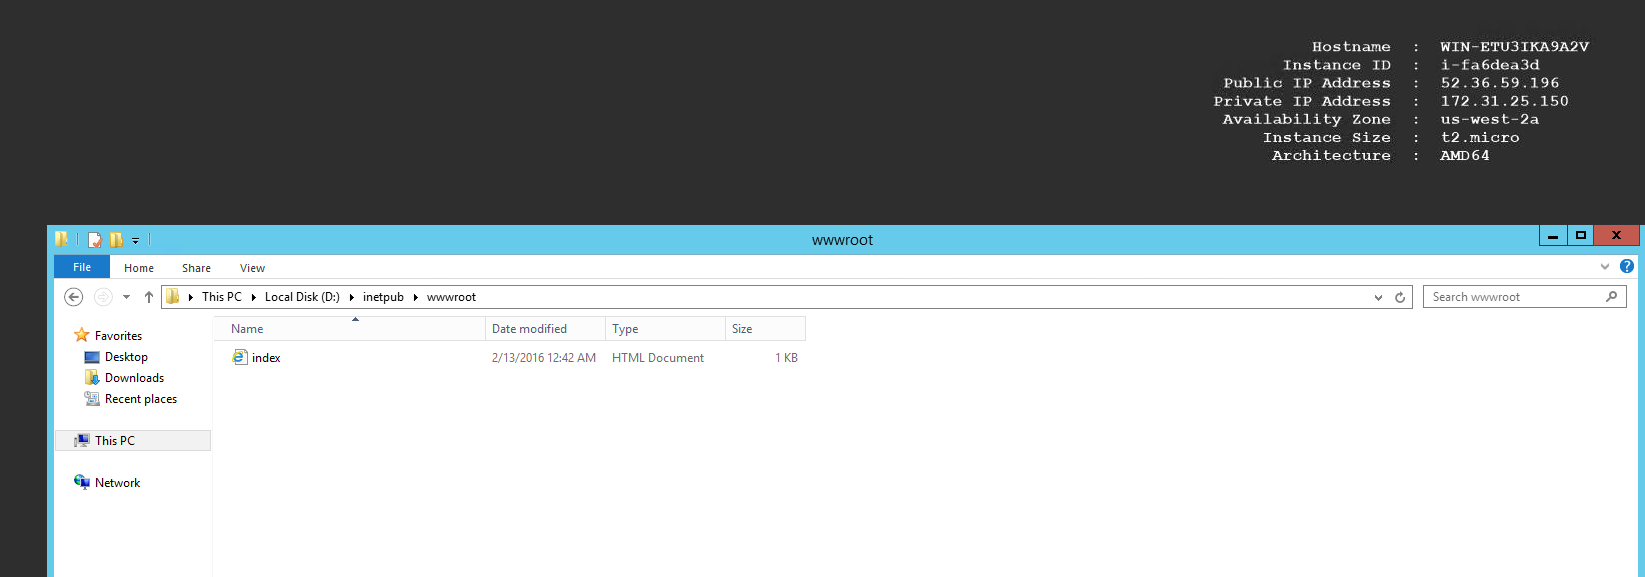 Hostname : WIN-ETU3IKA9A2V
Instance ID : i-fa6dea3d
Public IP Address : 52.36.59.196
Private IP Address : 172.31.25.150
Availability Zone : us-west-2a
Instance Size : t2.micro
Architecture : AMD64
wwwroot
File Home Share View
This PC Local Disk (D:) inetpub wwwroot Search wwwroot
Name Date modified Type Size
index 2/13/2016 12:42 AM HTML Document 1 KB
Favorites
Desktop
Downloads
Recent places
This PC
Network